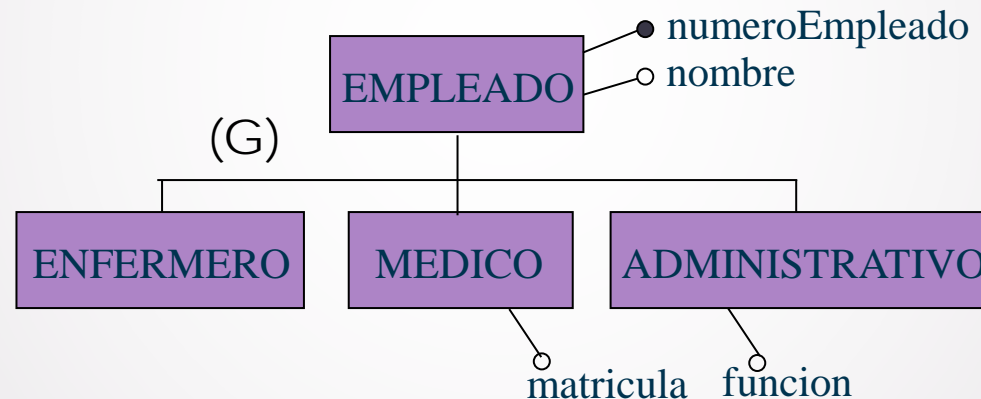 numeroEmpleado
nombre
EMPLEADO
(G)
ENFERMERO
MEDICO
ADMINISTRATIVO
matricula
funcion